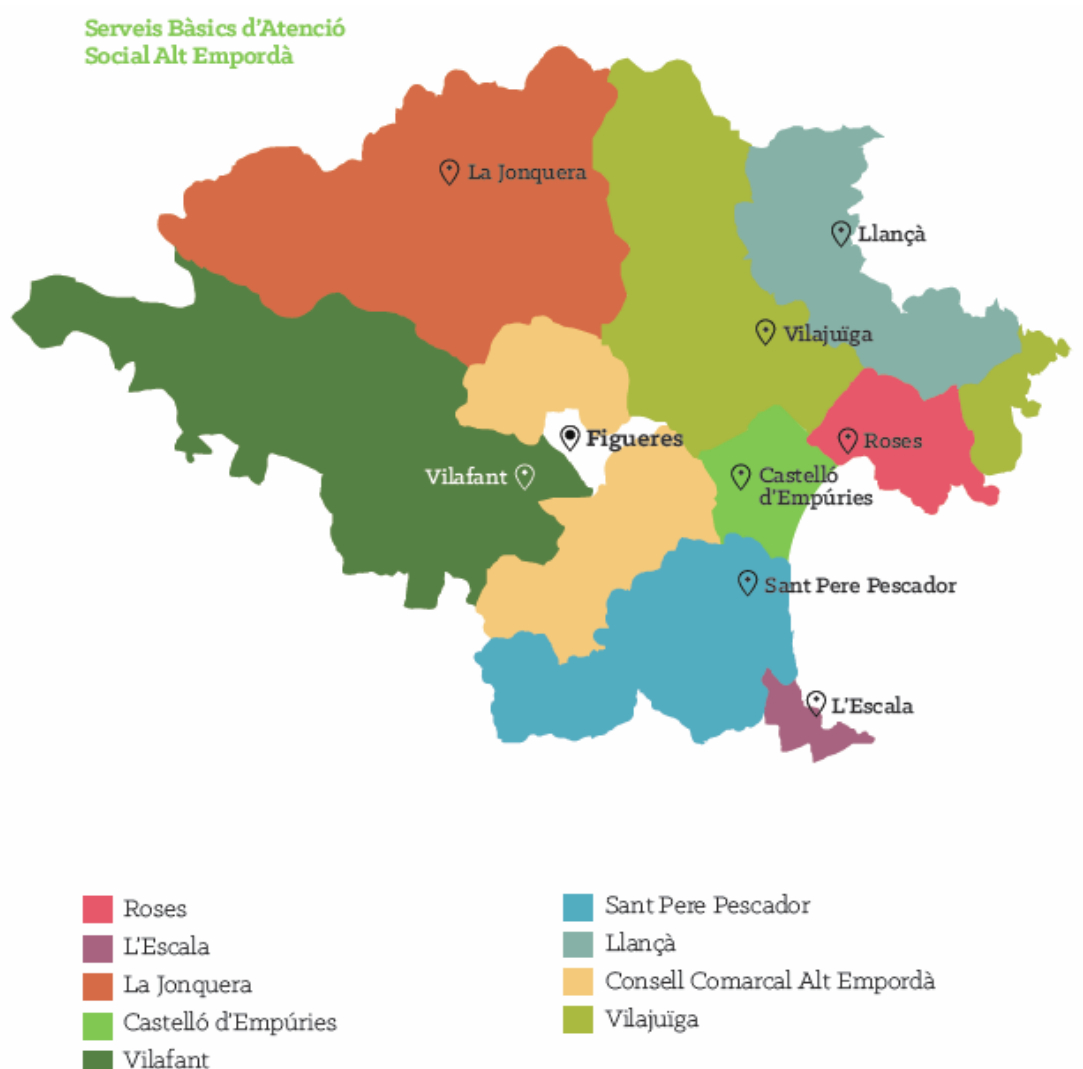 Serveis Bàsics d'Atenció
Social Alt Empordà
La Jonquera
Llançà
Vilajuïga
Figueres
Roses
Vilafant
Castelló
d'Empúries
Sant Pere Pescador
L'Escala
Roses
L'Escala
La Jonquera
Castelló d'Empúries
Vilafant
Sant Pere Pescador
Llançà
Consell Comarcal Alt Empordà
Vilajuïga